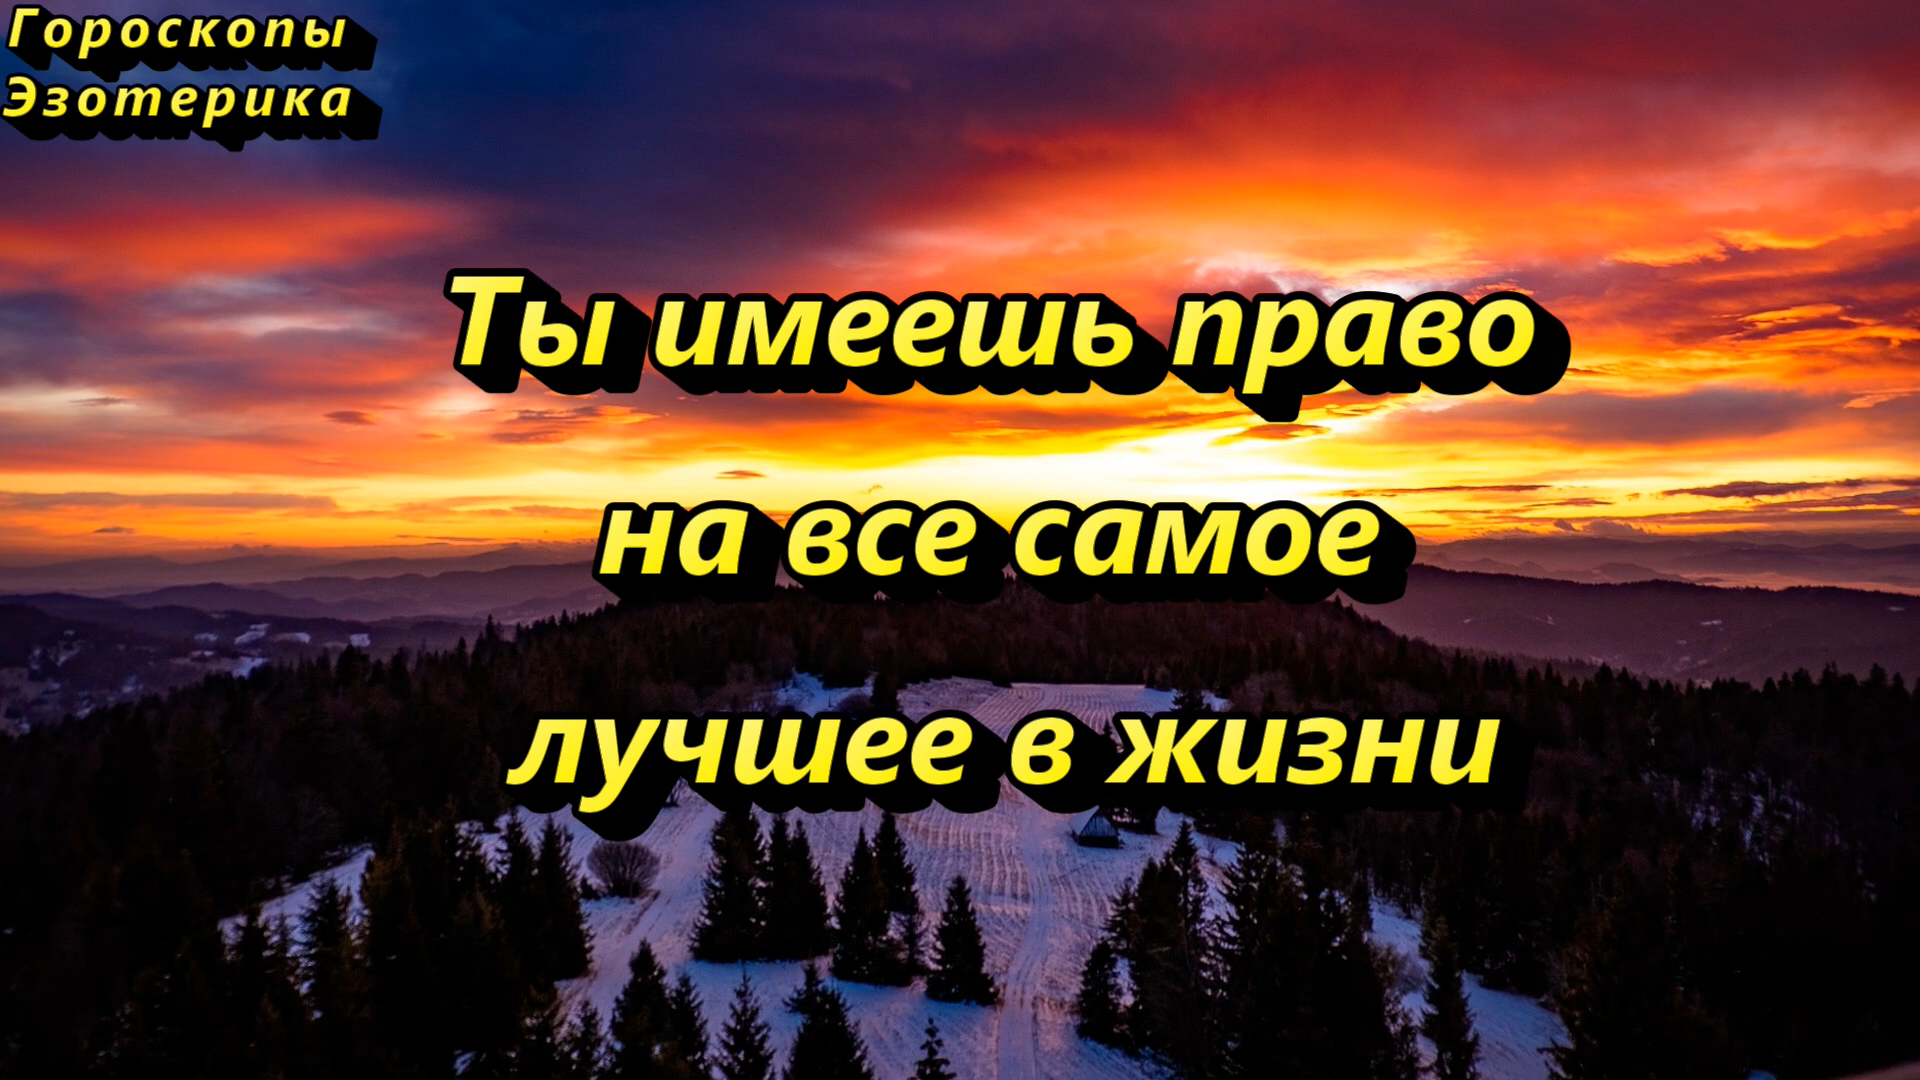 Гороскопы
Эзотерика
Ты имеешь право
на все самое
лучшее в жизни